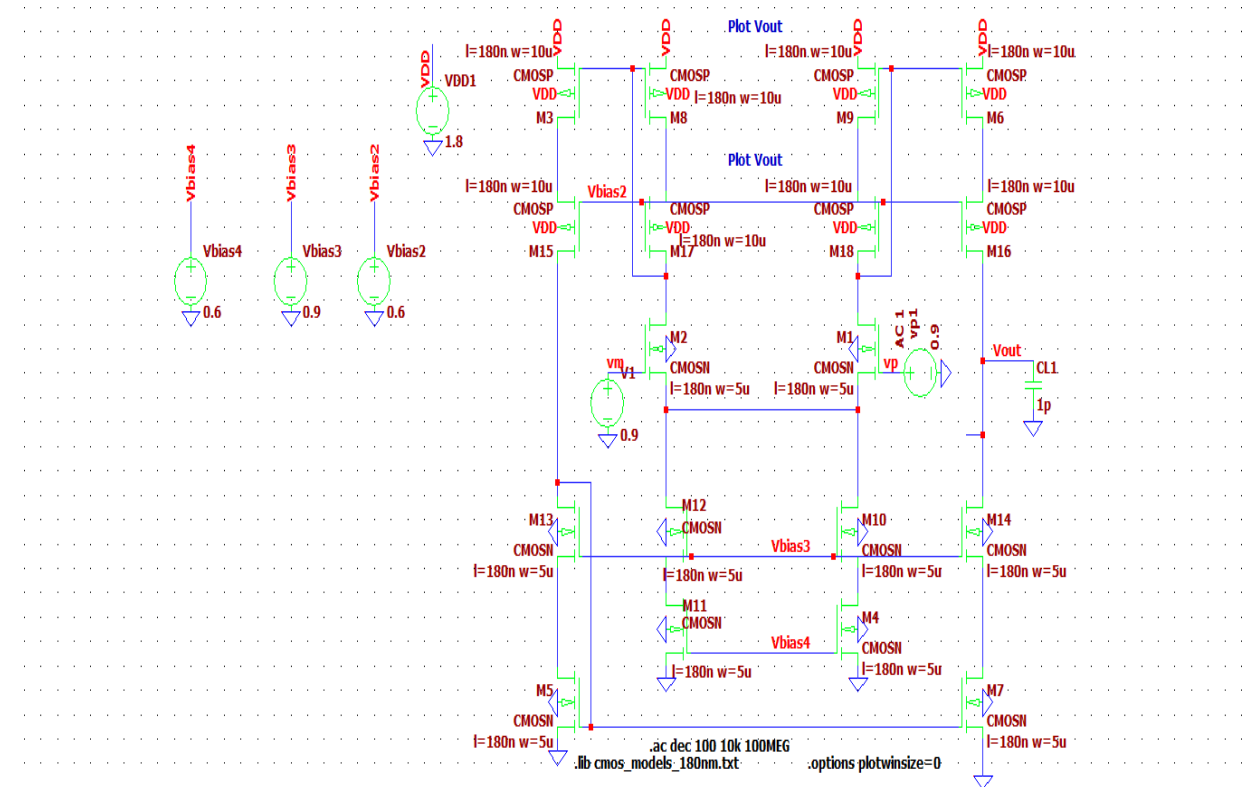 VDD
VDD
Plot Vout
VDD
VDD
l=180n w=10u
l=180n w=10u
l=180n w=10u
VDD
VDD1
1.8
CMOSP
VDD
M3
CMOSP
VDD
l=180n w=10u
M8
CMOSP
VDD
M9
CMOSP
VDD
M6
Plot Vout
Vbias4
Vbias3
Vbias2
l=180n w=10u
Vbias2
l=180n w=10u
l=180n w=10u
CMOSP
VDD
M15
CMOSP
VDD
l=180n w=10u
M17
CMOSP
VDD
M18
CMOSP
VDD
M16
Vbias4
0.6
Vbias3
0.9
Vbias2
0.6
M2
CMOSN
l=180n w=5u
M1
CMOSN
l=180n w=5u
AC 1
vp1
0.9
vm
V1
0.9
vp
Vout
CL1
1p
M13
CMOSN
l=180n w=5u
M12
CMOSN
l=180n w=5u
Vbias3
M10
CMOSN
l=180n w=5u
M14
CMOSN
l=180n w=5u
M11
CMOSN
l=180n w=5u
Vbias4
M4
CMOSN
l=180n w=5u
M5
CMOSN
l=180n w=5u
M7
CMOSN
l=180n w=5u
.ac dec 100 10k 100MEG
.lib cmos_models_180nm.txt
.options plotwinsize=0